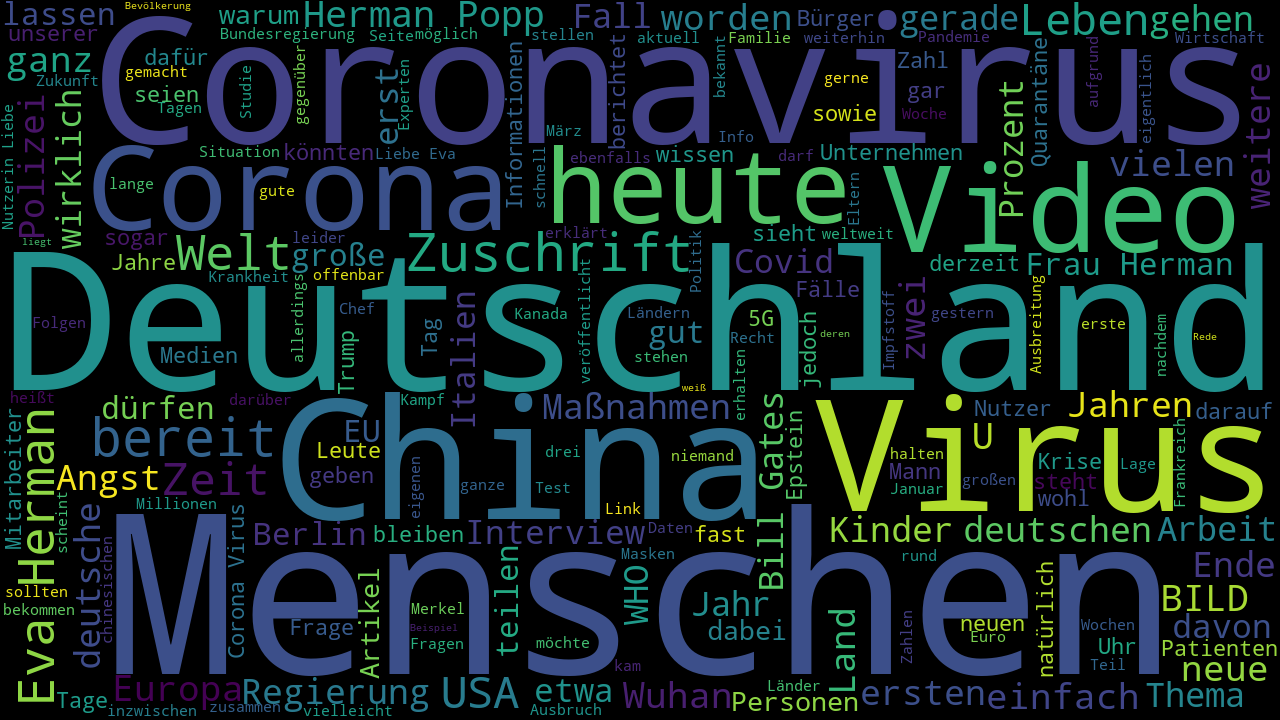 Bevölkerung
lassen
warum
Herman Popp
Fall
worden
Bürger
gerade
Leben
gehen
unserer
Bundesregierung
Seite
möglich
stellen
aktuell
Familie
weiterhin
Pandemie
Wirtschaft
Coronavirus
ganz
dafür
gemacht
Zukunft
seien
Tagen
Studie
gegenüber
erst
Experten
Informationen
berichtet
bekannt
gerne
Zahl
gar
sowie
Woche
Prozent
Quarantäne
aufgrund
eigentlich
weitere
Nutzerin Liebe
Polizei
wirklich
März
Info
Corona
Situation
könnten
Liebe Eva
lange
gute
schnell
ebenfalls
wissen
darf
Unternehmen
vielen
heute
Video
Eltern
liegt
sogar
Welt
leider
große
Zuschrift
erklärt
Politik
sieht
weltweit
Jahre
Krankheit
offenbar
Covid
derzeit
Frau Herman
Deutschland
Folgen
allerdings
Chef
Kanada
veröffentlicht
Ländern
Fälle
Impfstoff
zwei
gestern
Ausbreitung
erste
nachdem
Rede
Medien
Trump
Tag
Italien
gut
stehen
5G
Recht
jedoch
deren
weiß
erhalten
heißt
dürfen
darüber
Kampf
Maßnahmen
Bill Gates
Epstein
Nutzer
Jahren
darauf
Mitarbeiter
Eva Herman
bereit
China
EU
Leute
Virus
U
halten
Mann
Januar
großen
Krise
Lage
Frankreich
Angst
Zeit
geben
eigenen
ganze
drei
Test
niemand
steht
wohl
scheint
Millionen
Link
deutsche
chinesischen
Corona Virus
Berlin
bleiben
Interview
Daten
fast
Kinder
deutschen
Arbeit
Menschen
Masken
rund
Ende
sollten
bekommen
Artikel
Merkel
Beispiel
Fragen
Frage
teilen
möchte
WHO
Jahr
dabei
Land
Zahlen
neuen
Euro
natürlich
Wochen
BILD
davon
Uhr
Teil
Patienten
neue
kam
Tage
Europa
inzwischen
zusammen
Regierung
vielleicht
USA
etwa
Ausbruch
Wuhan
Personen
Länder
ersten
einfach
Thema